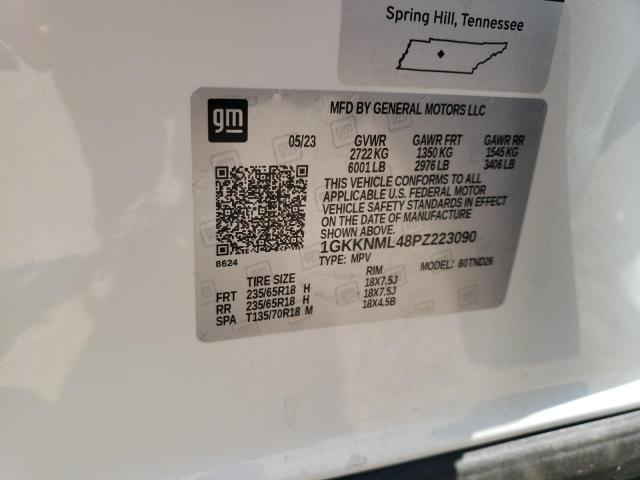 Spring Hill, Tennessee
gm
MFD BY GENERAL MOTORS LLC
05/23 GVWR GAWR FRT GAWR RR
2722 KG 1350 KG 1545 KG
6001 LB 2976 LB 3406 LB
THIS VEHICLE CONFORMS TO ALL
APPLICABLE U.S. FEDERAL MOTOR
VEHICLE SAFETY STANDARDS IN EFFECT
ON THE DATE OF MANUFACTURE
SHOWN ABOVE.
1GKKNML48PZ223090
8624 TYPE: MPV MODEL: 80TND26
TIRE SIZE RIM
FRT 235/65R18 H 18X7.5J
RR 235/65R18 H 18X7.5J
SPA T135/70R18 M 18X4.5B